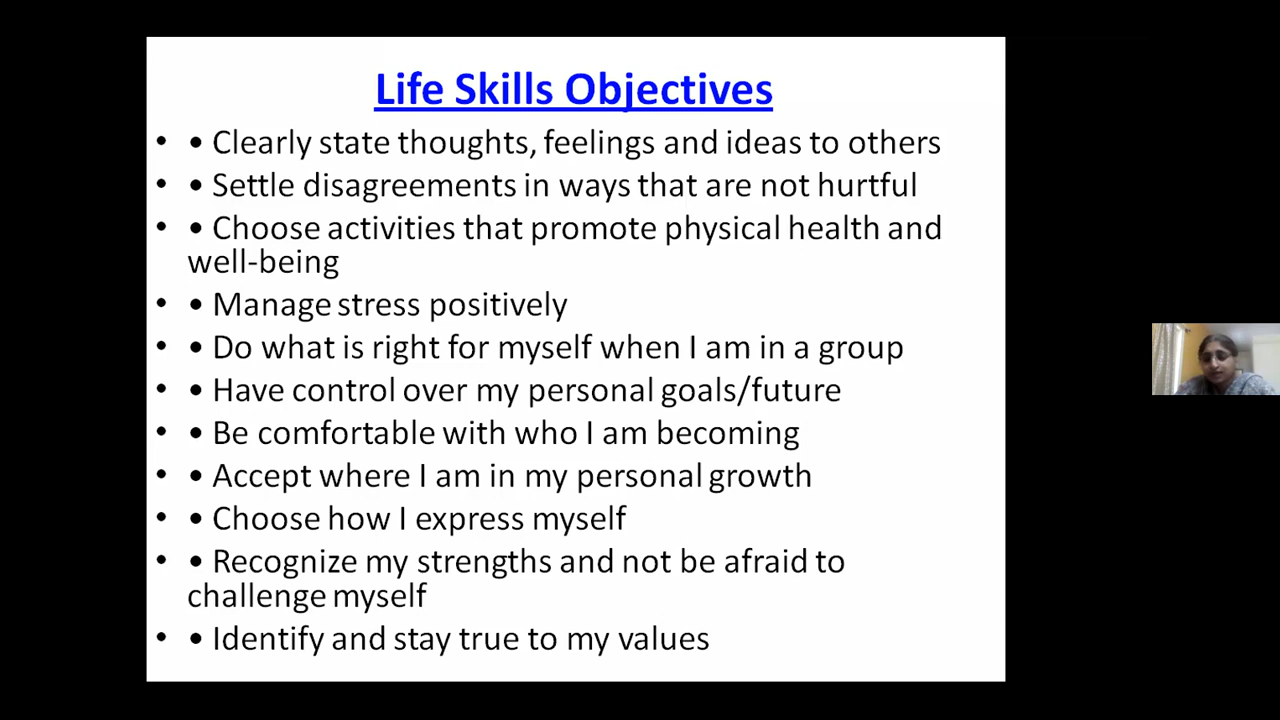 Life Skills Objectives
• • Clearly state thoughts, feelings and ideas to others
• • Settle disagreements in ways that are not hurtful
• • Choose activities that promote physical health and
well-being
• • Manage stress positively
• • Do what is right for myself when I am in a group
• • Have control over my personal goals/future
• • Be comfortable with who I am becoming
• • Accept where I am in my personal growth
• • Choose how I express myself
• • Recognize my strengths and not be afraid to
challenge myself
• • Identify and stay true to my values